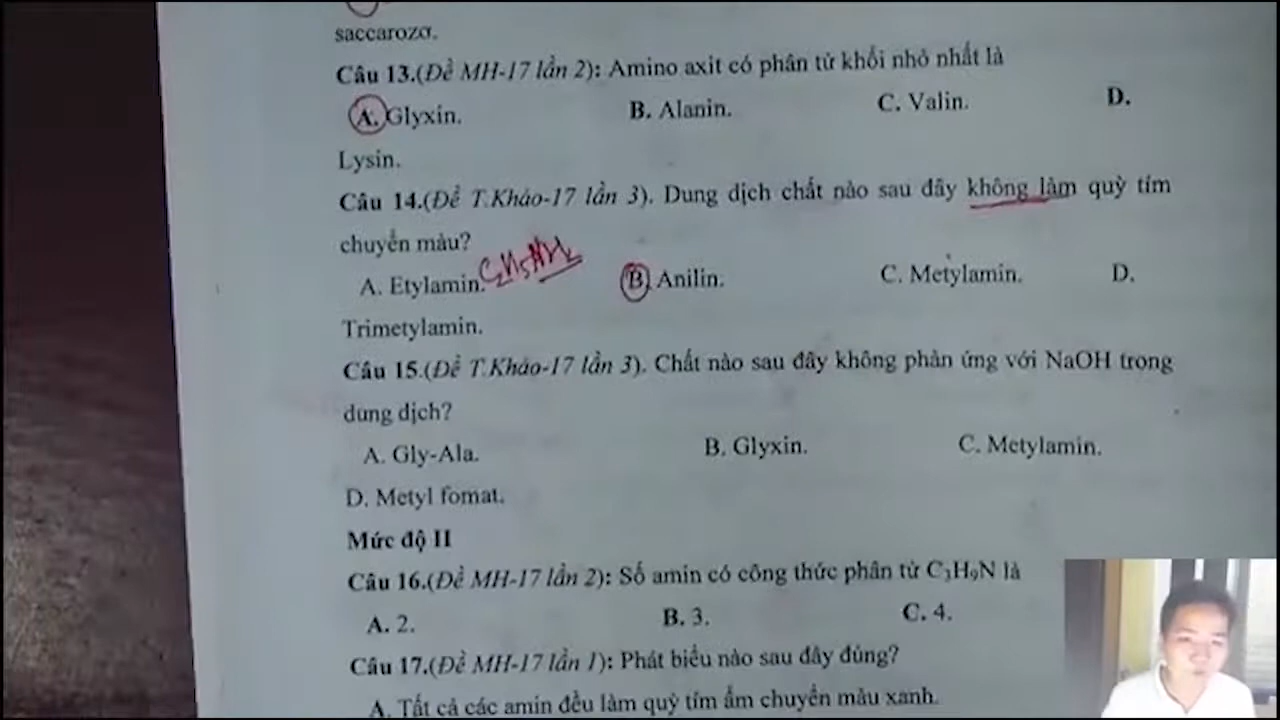 saccarozơ.
Câu 13.(Đề MH-17 lần 2): Amino axit có phân tử khối nhỏ nhất là
A. Glyxin. B. Alanin. C. Valin. D.
Lysin.
Câu 14.(Đề T.Khảo-17 lần 3). Dung dịch chất nào sau đây không làm quỳ tím
chuyển màu?
A. Etylamin. C2H5NH2 B. Anilin. C. Metylamin. D.
Trimetylamin.
Câu 15.(Đề T.Khảo-17 lần 3). Chất nào sau đây không phản ứng với NaOH trong
dung dịch?
A. Gly-Ala. B. Glyxin. C. Metylamin.
D. Metyl fomat.
Mức độ II
Câu 16.(Đề MH-17 lần 2): Số amin có công thức phân tử C₃H₉N là
A. 2. B. 3. C. 4.
Câu 17.(Đề MH-17 lần 1): Phát biểu nào sau đây đúng?
A. Tất cả các amin đều làm quỳ tím ẩm chuyển màu xanh.